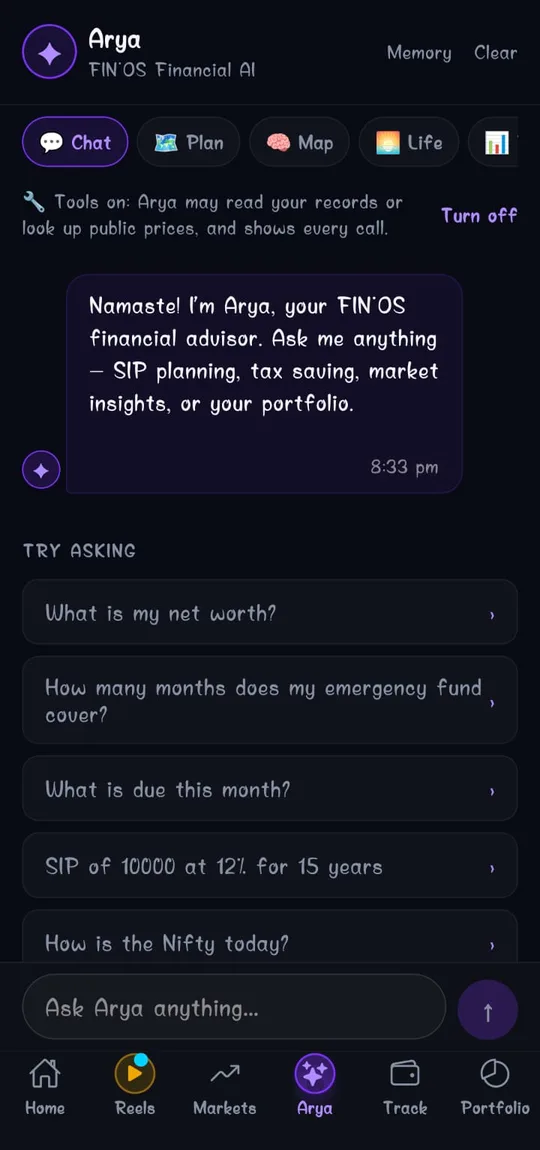 Arya
FIN·OS Financial AI
Memory Clear
Chat Plan Map Life
Tools on: Arya may read your records or
look up public prices, and shows every call.
Turn off
Namaste! I'm Arya, your FIN·OS
financial advisor. Ask me anything
— SIP planning, tax saving, market
insights, or your portfolio.
8:33 pm
TRY ASKING
What is my net worth?
How many months does my emergency fund
cover?
What is due this month?
SIP of 10000 at 12% for 15 years
How is the Nifty today?
Ask Arya anything...
Home Reels Markets Arya Track Portfolio